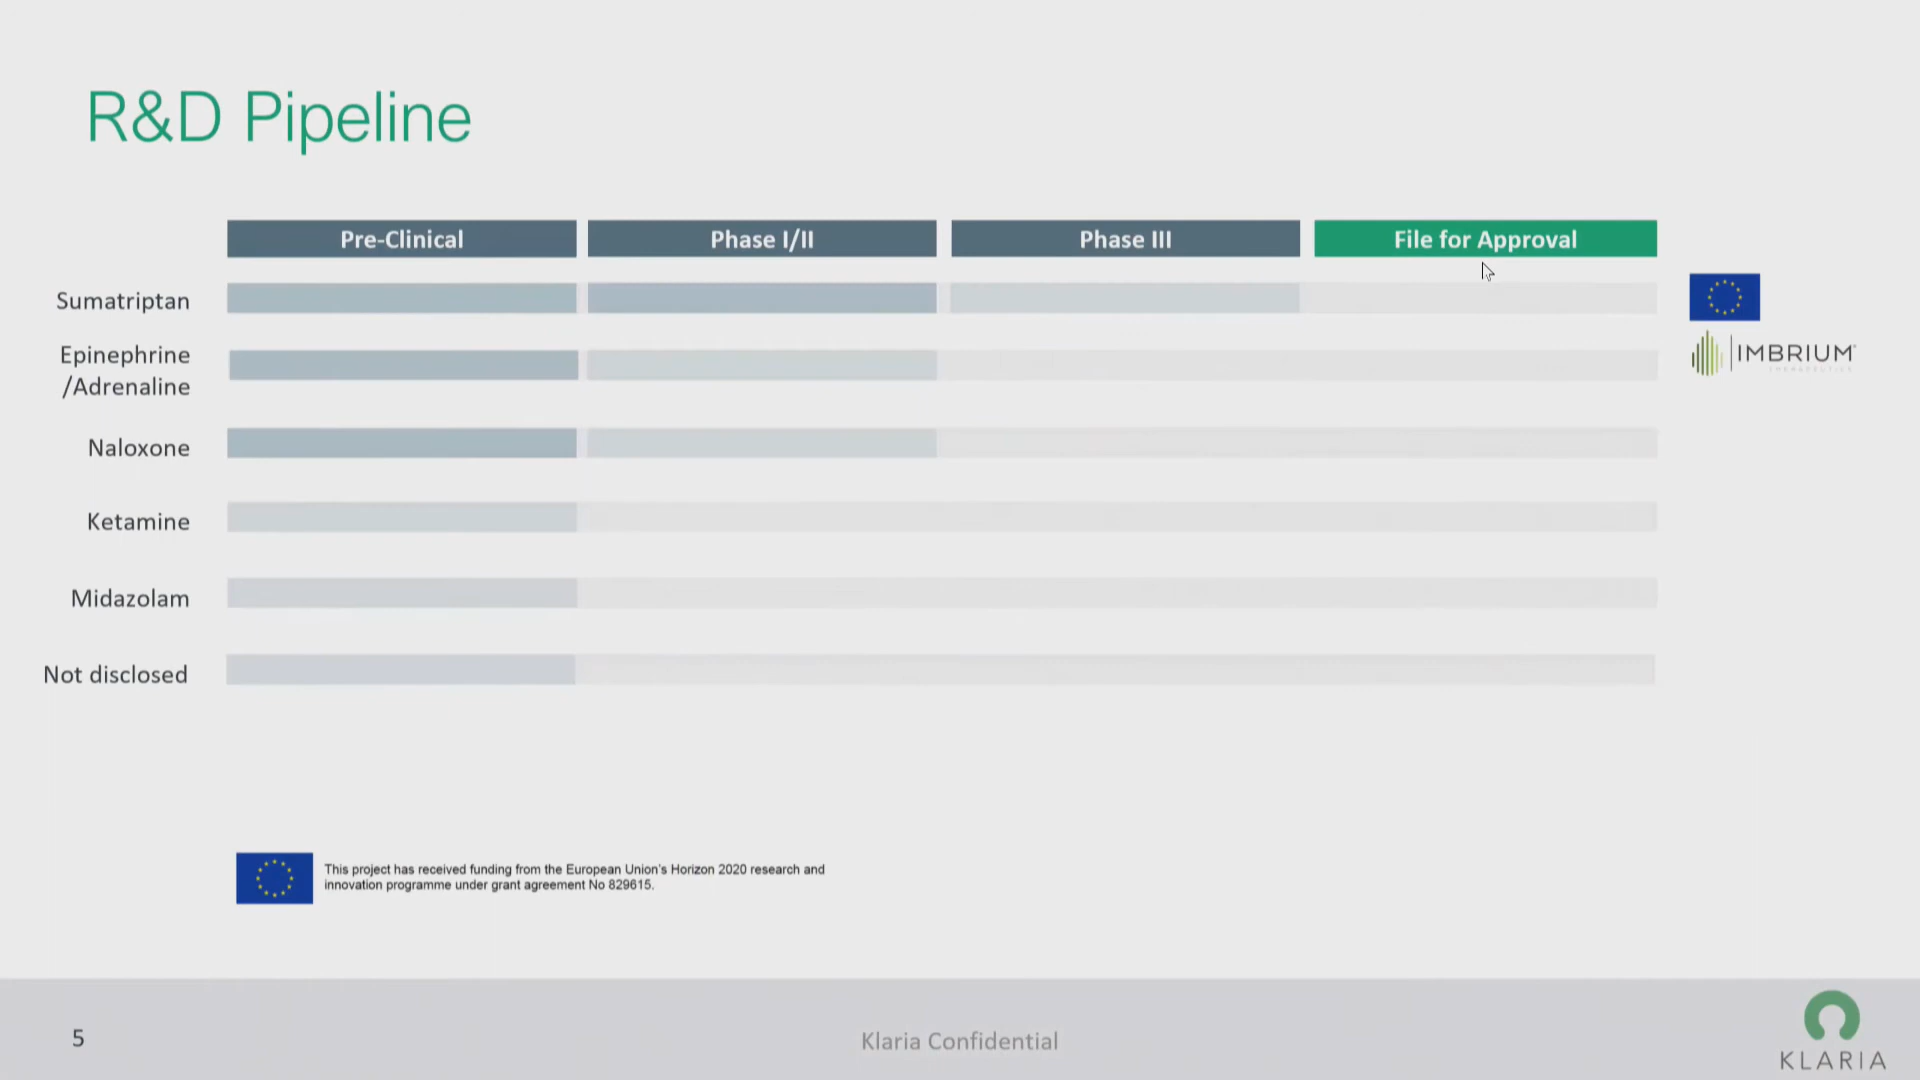 R&D Pipeline
Pre-Clinical
Phase I/II
Phase III
File for Approval
Sumatriptan
Epinephrine
/Adrenaline
IMBRIUM
Naloxone
Ketamine
Midazolam
Not disclosed
This project has received funding from the European Union's Horizon 2020 research and
innovation programme under grant agreement No 829615.
5
Klaria Confidential
KLARIA